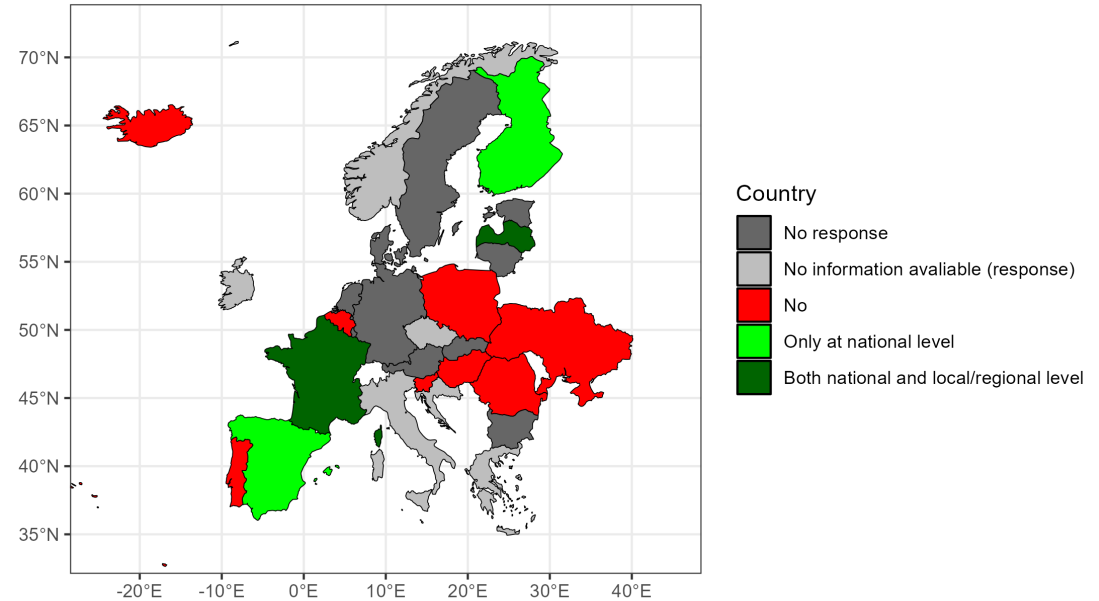 70°N
65°N
60°N
55°N
50°N
45°N
40°N
35°N
-20°E -10°E 0°E 10°E 20°E 30°E 40°E
Country
No response
No information avaliable (response)
No
Only at national level
Both national and local/regional level